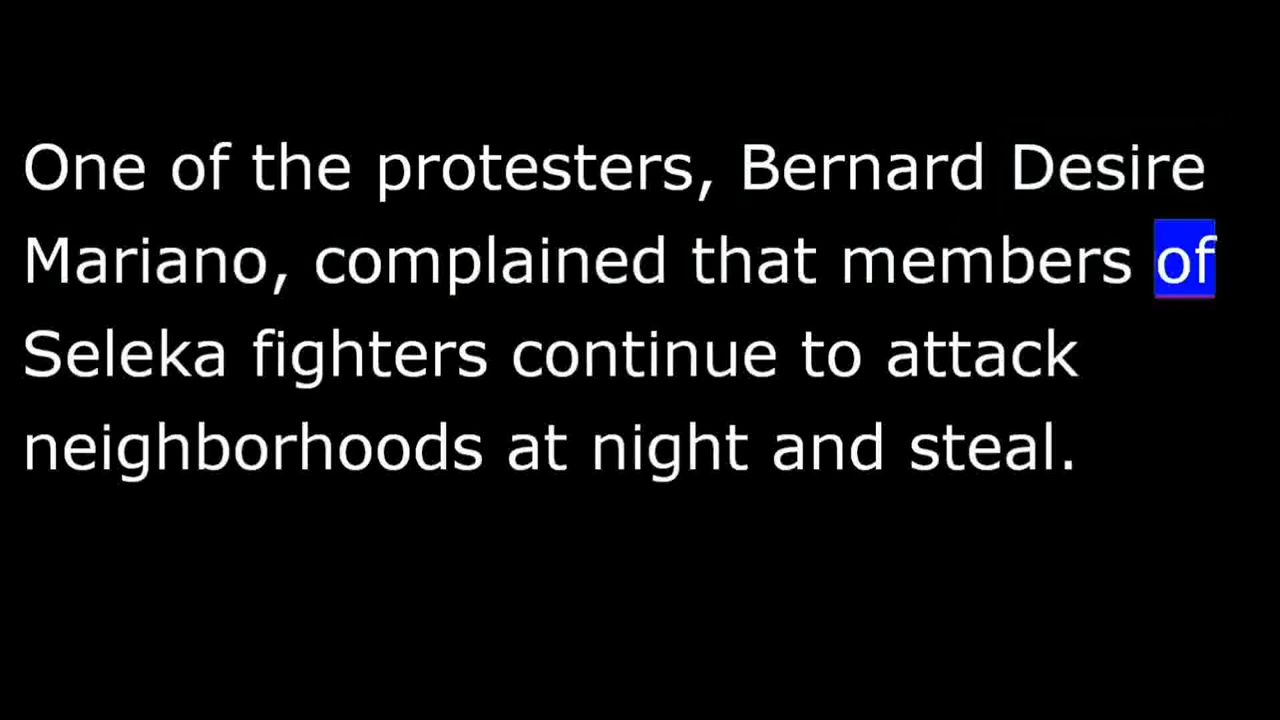 One of the protesters, Bernard Desire
Mariano, complained that members of
Seleka fighters continue to attack
neighborhoods at night and steal.